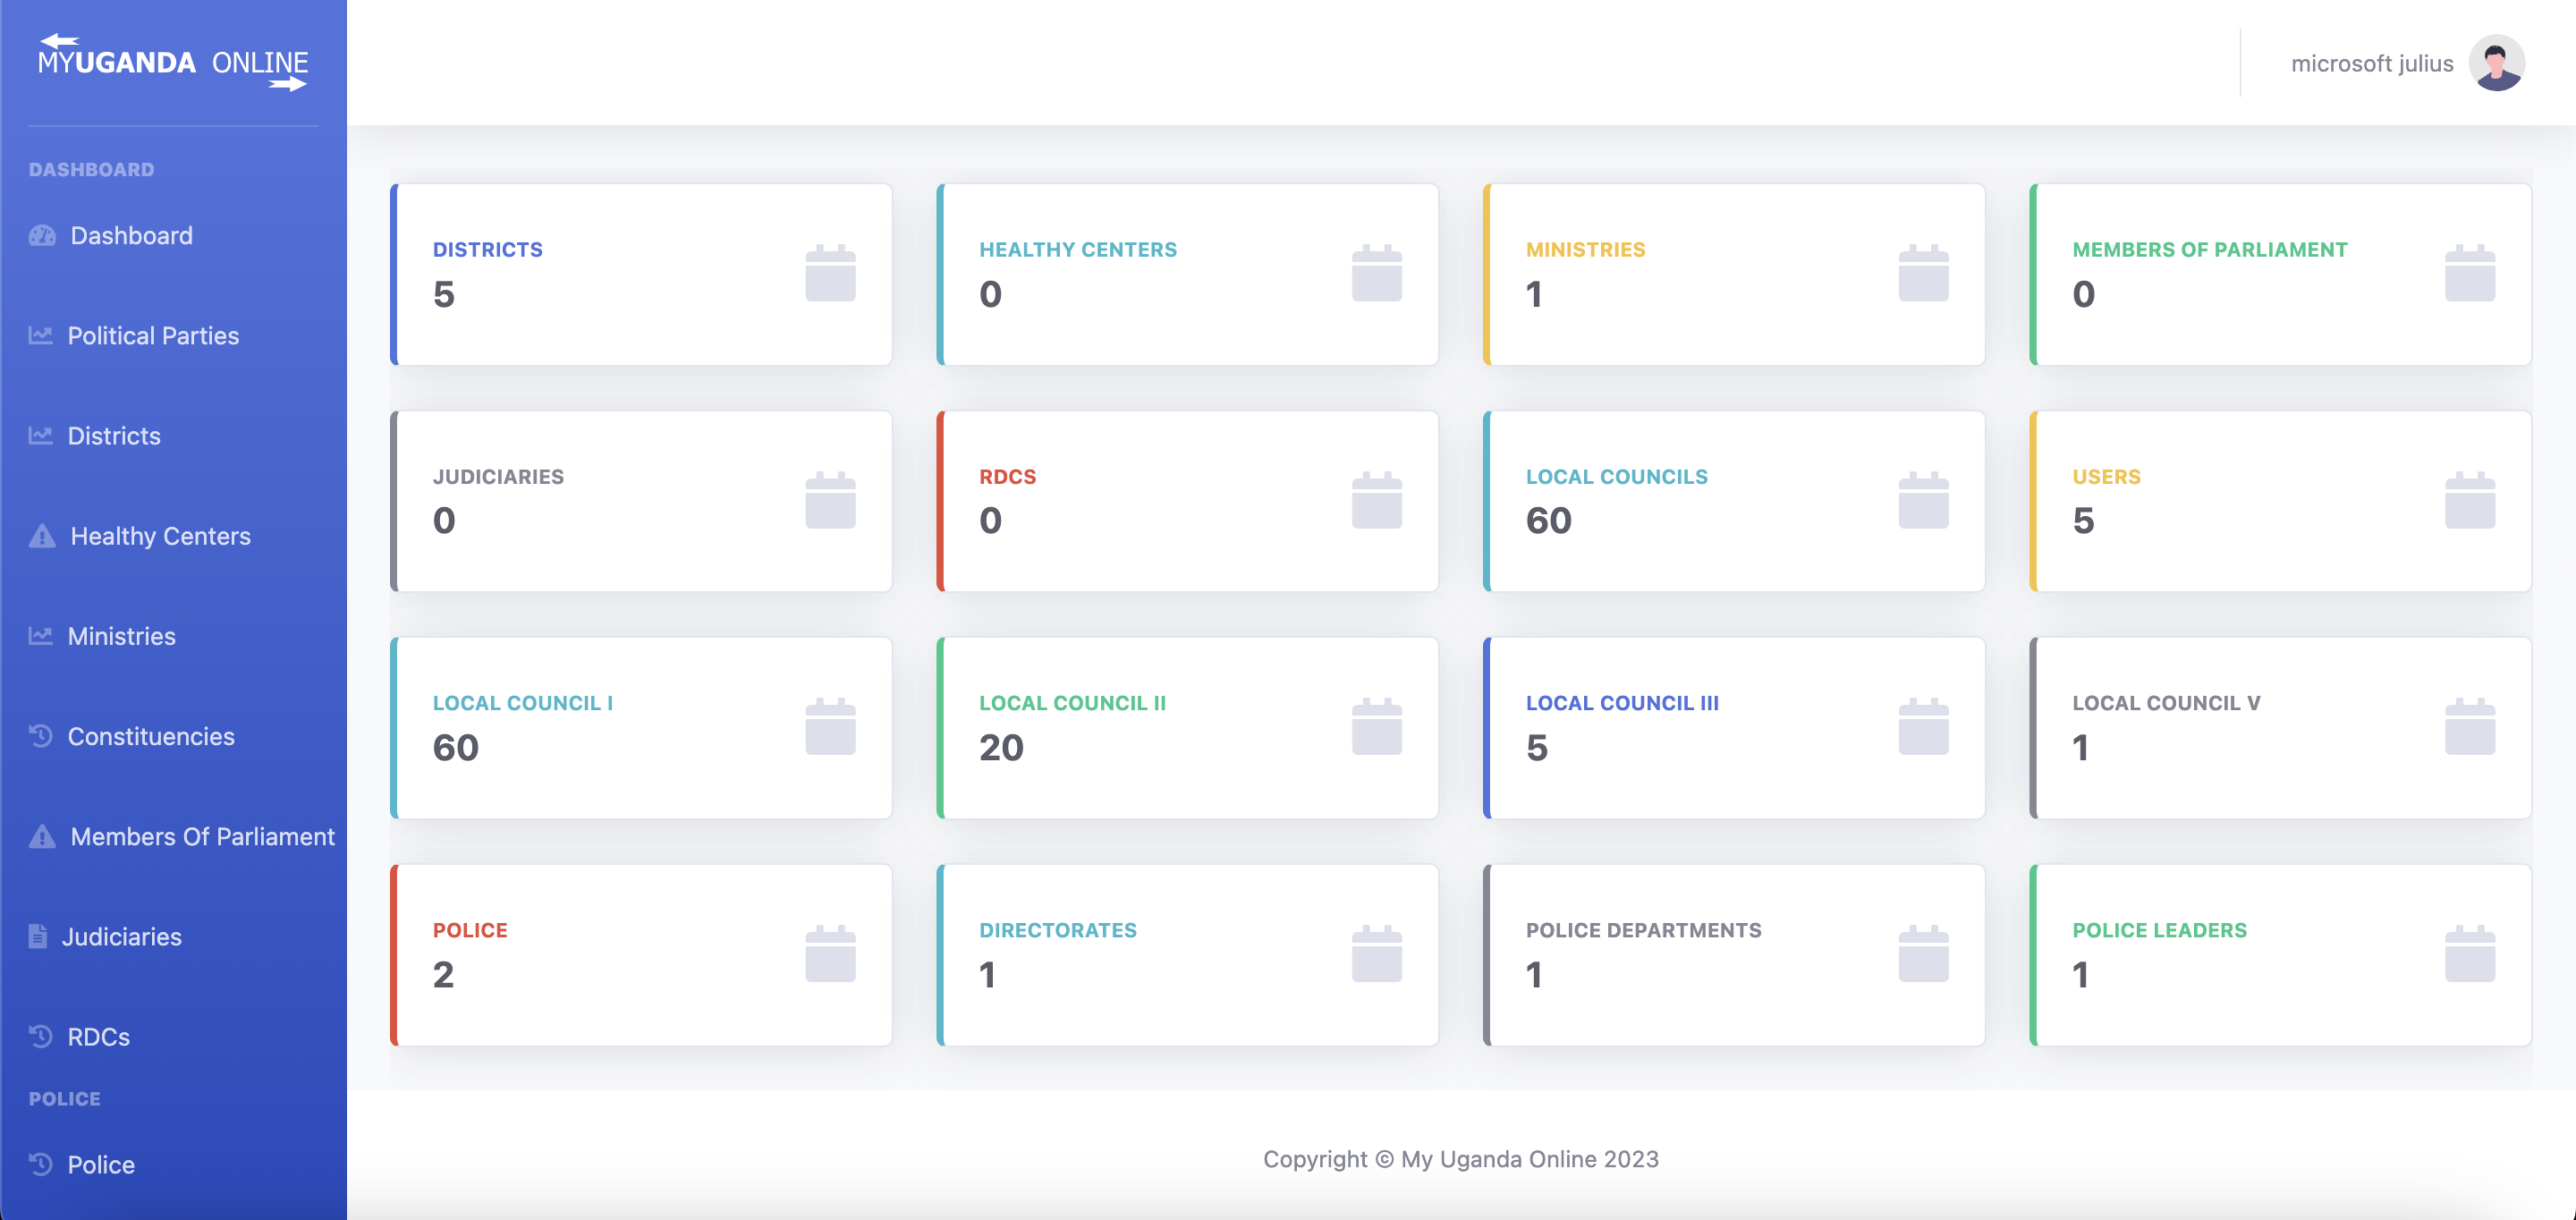 MYUGANDA ONLINE
microsoft julius
DASHBOARD
Dashboard
Political Parties
Districts
Healthy Centers
Ministries
Constituencies
Members Of Parliament
Judiciaries
RDCs
POLICE
Police
DISTRICTS
5
HEALTHY CENTERS
0
MINISTRIES
1
MEMBERS OF PARLIAMENT
0
JUDICIARIES
0
RDCS
0
LOCAL COUNCILS
60
USERS
5
LOCAL COUNCIL I
60
LOCAL COUNCIL II
20
LOCAL COUNCIL III
5
LOCAL COUNCIL V
1
POLICE
2
DIRECTORATES
1
POLICE DEPARTMENTS
1
POLICE LEADERS
1
Copyright © My Uganda Online 2023